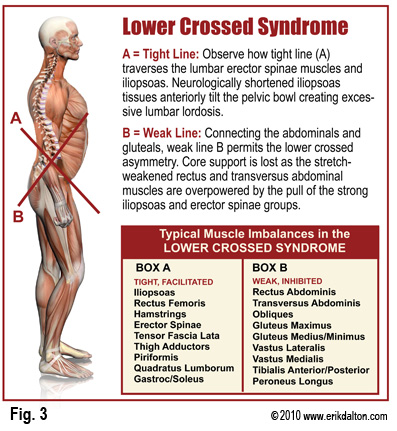 Lower Crossed Syndrome
A = Tight Line: Observe how tight line (A)
traverses the lumbar erector spinae muscles and
iliopsoas. Neurologically shortened iliopsoas
tissues anteriorly tilt the pelvic bowl creating exces-
sive lumbar lordosis.
B = Weak Line: Connecting the abdominals and
gluteals, weak line B permits the lower crossed
asymmetry. Core support is lost as the stretch-
weakened rectus and transversus abdominal
muscles are overpowered by the pull of the strong
iliopsoas and erector spinae groups.
A
B
Typical Muscle Imbalances in the
LOWER CROSSED SYNDROME
BOX A
TIGHT, FACILITATED
Iliopsoas
Rectus Femoris
Hamstrings
Erector Spinae
Tensor Fascia Lata
Thigh Adductors
Piriformis
Quadratus Lumborum
Gastroc/Soleus
BOX B
WEAK, INHIBITED
Rectus Abdominis
Transversus Abdominis
Obliques
Gluteus Maximus
Gluteus Medius/Minimus
Vastus Lateralis
Vastus Medialis
Tibialis Anterior/Posterior
Peroneus Longus
Fig. 3
©2010 www.erikdalton.com